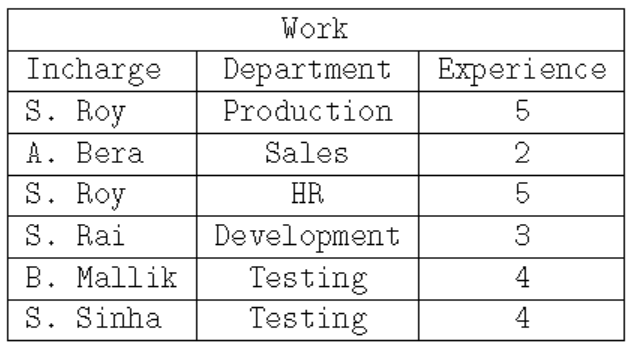 Work
Incharge Department Experience
S. Roy Production 5
A. Bera Sales 2
S. Roy HR 5
S. Rai Development 3
B. Mallik Testing 4
S. Sinha Testing 4